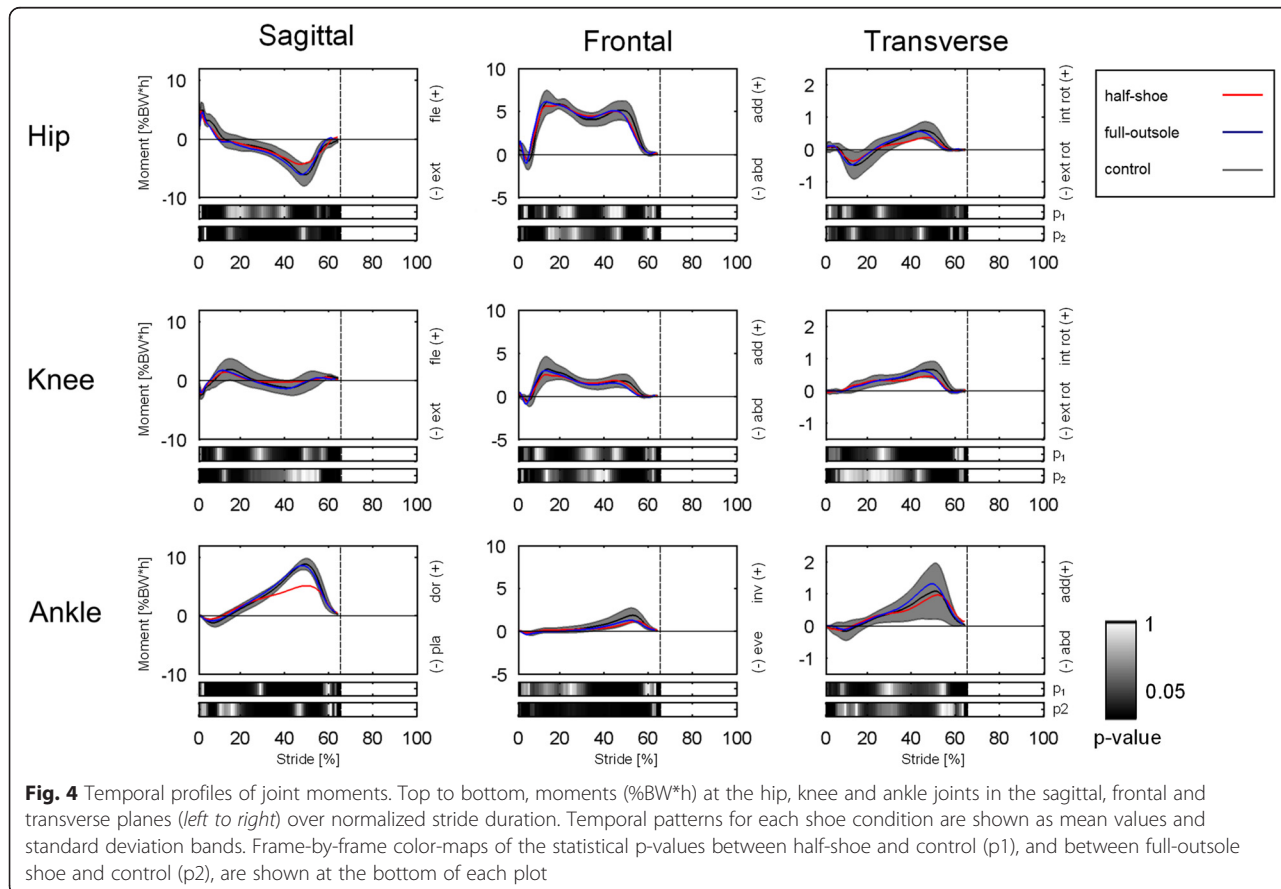 Sagittal Frontal Transverse
half-shoe
full-outsole
control
Hip
Moment [%BW*h]
10
0
-10
(-) ext fle (+)
10
5
0
-5
(-) abd add (+)
2
1
0
-1
(-) ext rot int rot (+)
p1
p2
0 20 40 60 80 100
0 20 40 60 80 100
0 20 40 60 80 100
Knee
Moment [%BW*h]
10
0
-10
(-) ext fle (+)
10
5
0
-5
(-) abd add (+)
2
1
0
-1
(-) ext rot int rot (+)
p1
p2
0 20 40 60 80 100
0 20 40 60 80 100
0 20 40 60 80 100
Ankle
Moment [%BW*h]
10
0
-10
(-) pla dor (+)
10
5
0
-5
(-) eve inv (+)
2
1
0
-1
(-) abd add(+)
p1
p2
0 20 40 60 80 100
0 20 40 60 80 100
0 20 40 60 80 100
Stride [%]
Stride [%]
Stride [%]
1
0.05
p-value
Fig. 4 Temporal profiles of joint moments. Top to bottom, moments (%BW*h) at the hip, knee and ankle joints in the sagittal, frontal and
transverse planes (left to right) over normalized stride duration. Temporal patterns for each shoe condition are shown as mean values and
standard deviation bands. Frame-by-frame color-maps of the statistical p-values between half-shoe and control (p1), and between full-outsole
shoe and control (p2), are shown at the bottom of each plot